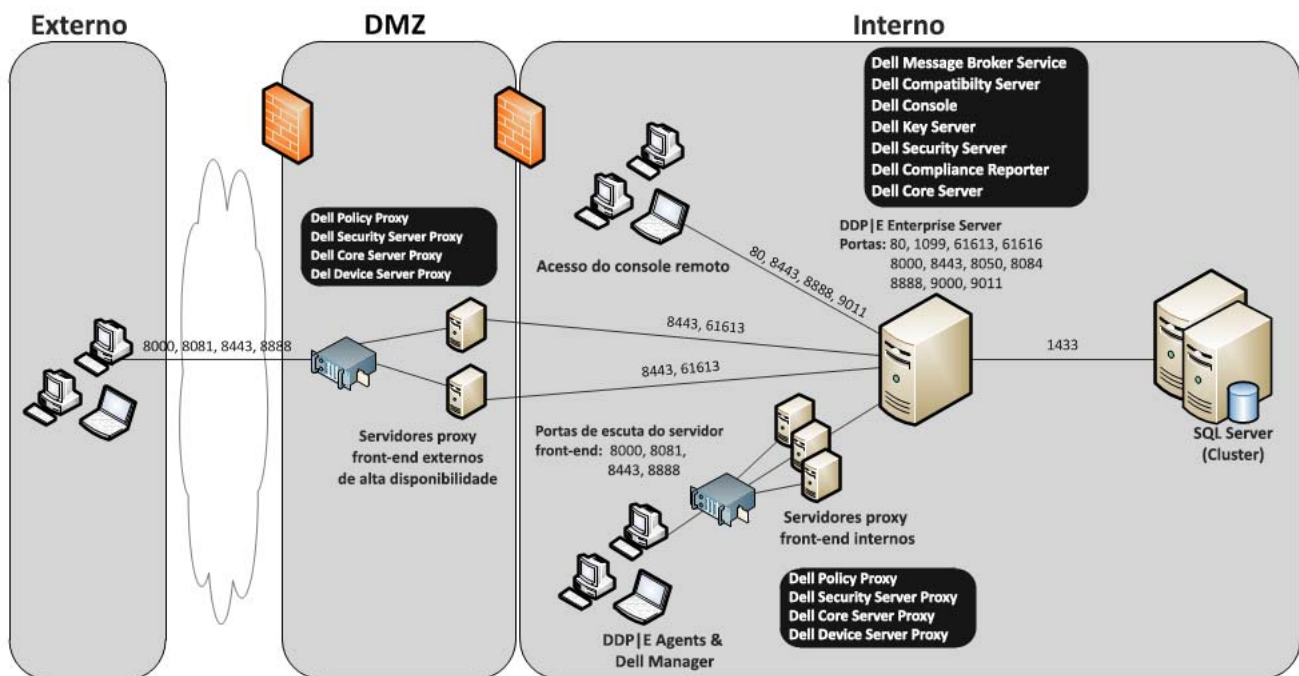 Externo
DMZ
Interno
Dell Message Broker Service
Dell Compatibilty Server
Dell Console
Dell Key Server
Dell Security Server
Dell Compliance Reporter
Dell Core Server
Dell Policy Proxy
Dell Security Server Proxy
Dell Core Server Proxy
Del Device Server Proxy
Acesso do console remoto
80, 8443, 8888, 9011
DDP|E Enterprise Server
Portas: 80, 1099, 61613, 61616
8000, 8443, 8050, 8084
8888, 9000, 9011
8000, 8081, 8443, 8888
8443, 61613
8443, 61613
1433
Servidores proxy
front-end externos
de alta disponibilidade
Portas de escuta do servidor
front-end: 8000, 8081,
8443, 8888
SQL Server
(Cluster)
Servidores proxy
front-end internos
Dell Policy Proxy
Dell Security Server Proxy
Dell Core Server Proxy
Dell Device Server Proxy
DDP|E Agents &
Dell Manager